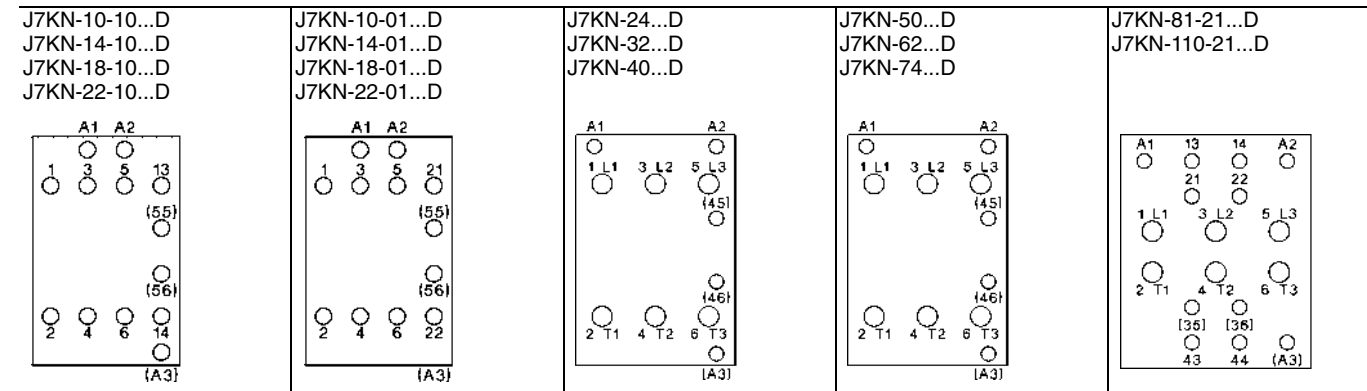 J7KN-10-10...D
J7KN-14-10...D
J7KN-18-10...D
J7KN-22-10...D
A1 A2
1 3 5 13
(55)
(56)
2 4 6 14
(A3)
J7KN-10-01...D
J7KN-14-01...D
J7KN-18-01...D
J7KN-22-01...D
A1 A2
1 3 5 21
(55)
(56)
2 4 6 22
(A3)
J7KN-24...D
J7KN-32...D
J7KN-40...D
A1 A2
1 L1 3 L2 5 L3
(45)
(46)
2 T1 4 T2 6 T3
(A3)
J7KN-50...D
J7KN-62...D
J7KN-74...D
A1 A2
1 L1 3 L2 5 L3
(45)
(46)
2 T1 4 T2 6 T3
(A3)
J7KN-81-21...D
J7KN-110-21...D
A1 13 14 A2
21 22
1 L1 3 L2 5 L3
2 T1 4 T2 6 T3
[35] [36]
43 44 (A3)